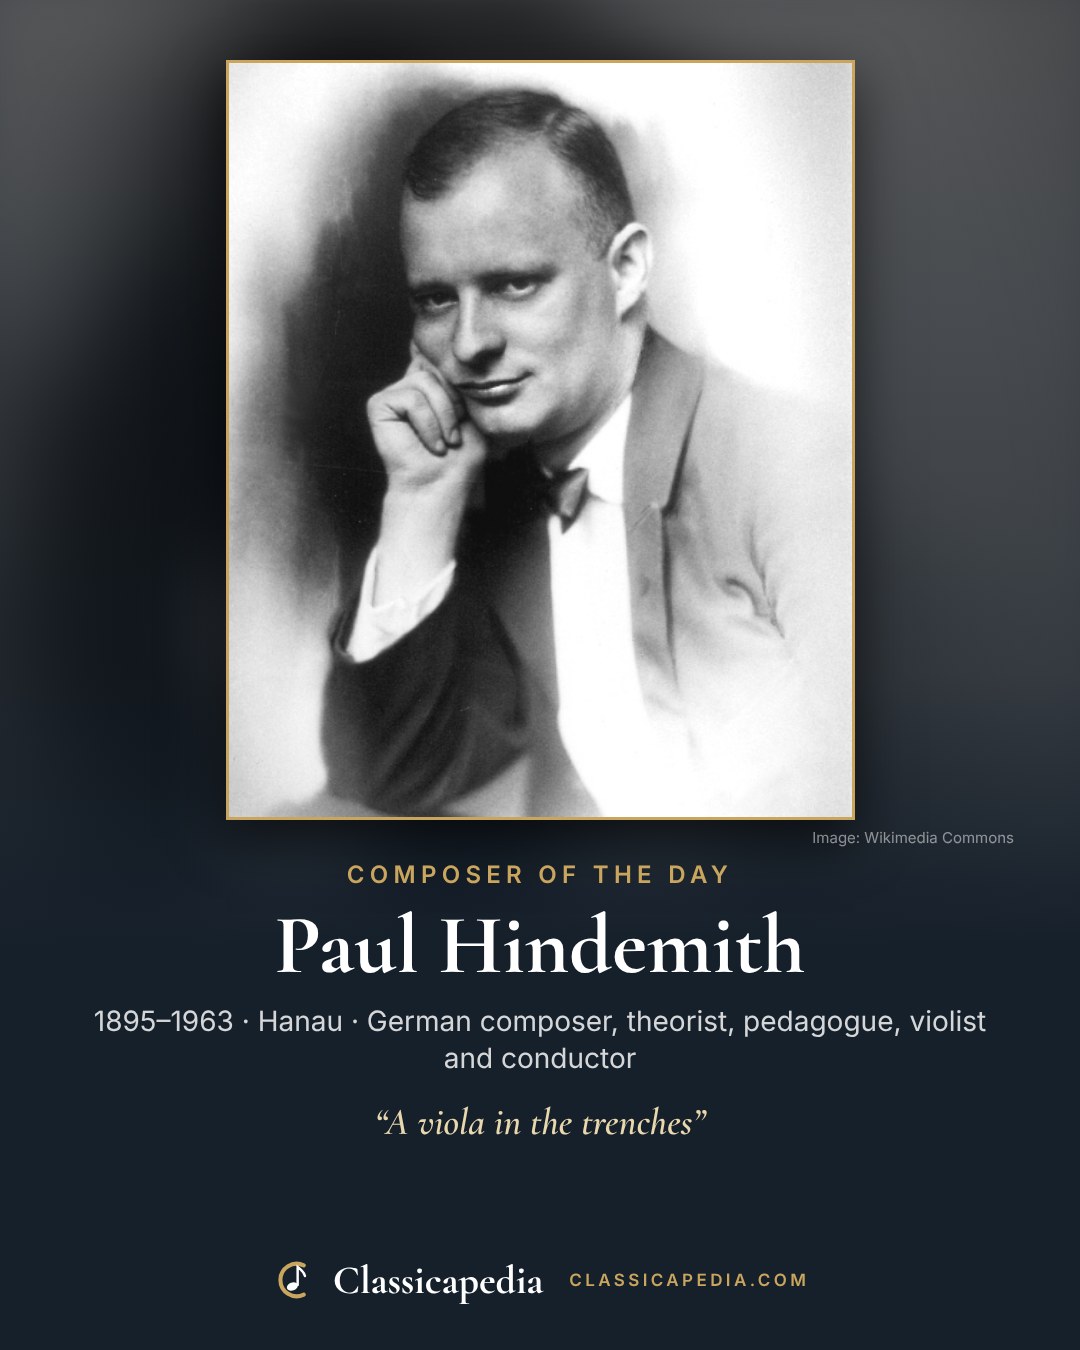 Image: Wikimedia Commons
COMPOSER OF THE DAY
Paul Hindemith
1895–1963 · Hanau · German composer, theorist, pedagogue, violist
and conductor
“A viola in the trenches”
Classicapedia CLASSICAPEDIA.COM